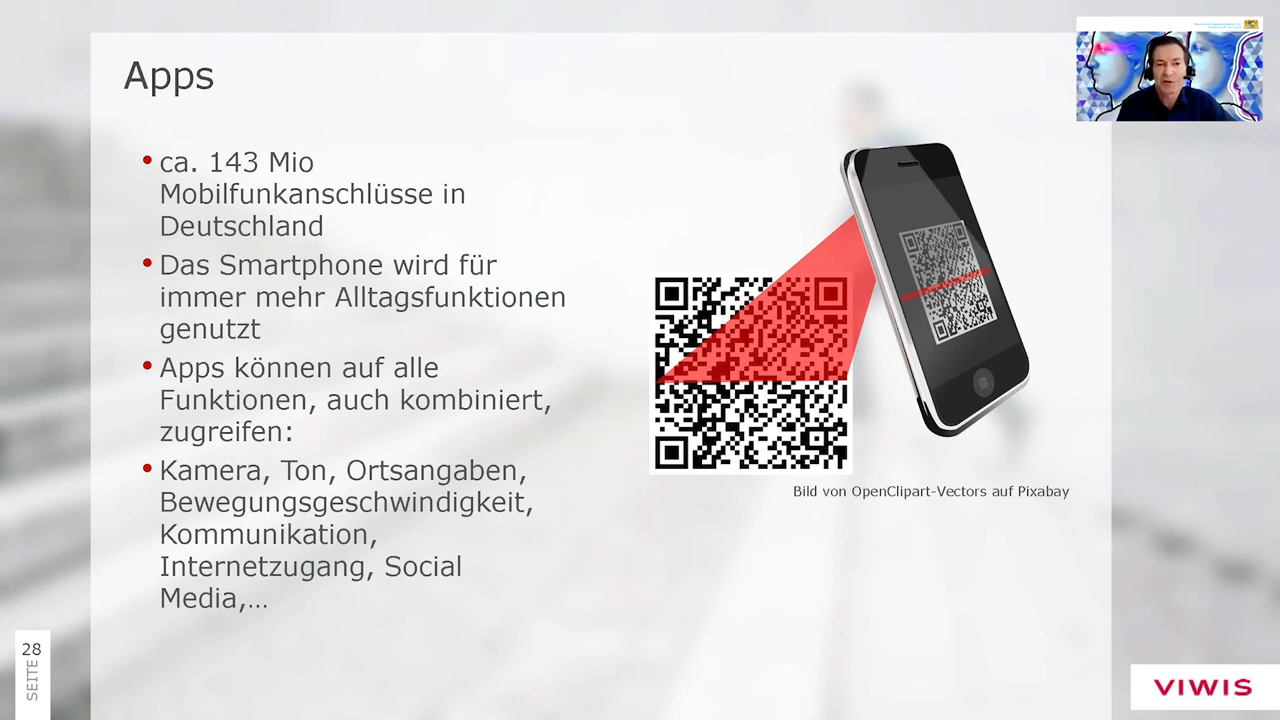 Apps
• ca. 143 Mio
Mobilfunkanschlüsse in
Deutschland
• Das Smartphone wird für
immer mehr Alltagsfunktionen
genutzt
• Apps können auf alle
Funktionen, auch kombiniert,
zugreifen:
• Kamera, Ton, Ortsangaben,
Bewegungsgeschwindigkeit,
Kommunikation,
Internetzugang, Social
Media,…
Bild von OpenClipart-Vectors auf Pixabay
28
SEITE
VIWIS